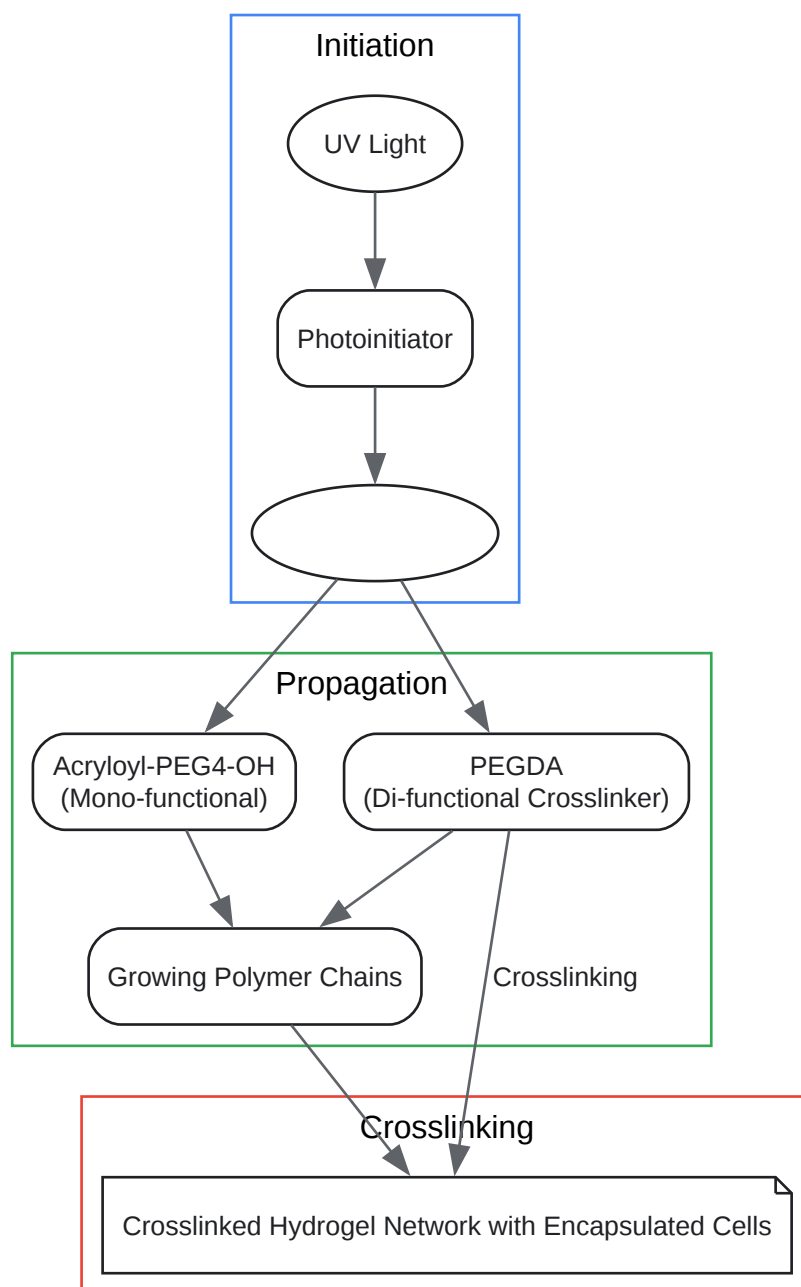 Initiation
UV Light
Photoinitiator
Propagation
Acryloyl-PEG4-OH
(Mono-functional)
PEGDA
(Di-functional Crosslinker)
Growing Polymer Chains
Crosslinking
Crosslinking
Crosslinked Hydrogel Network with Encapsulated Cells